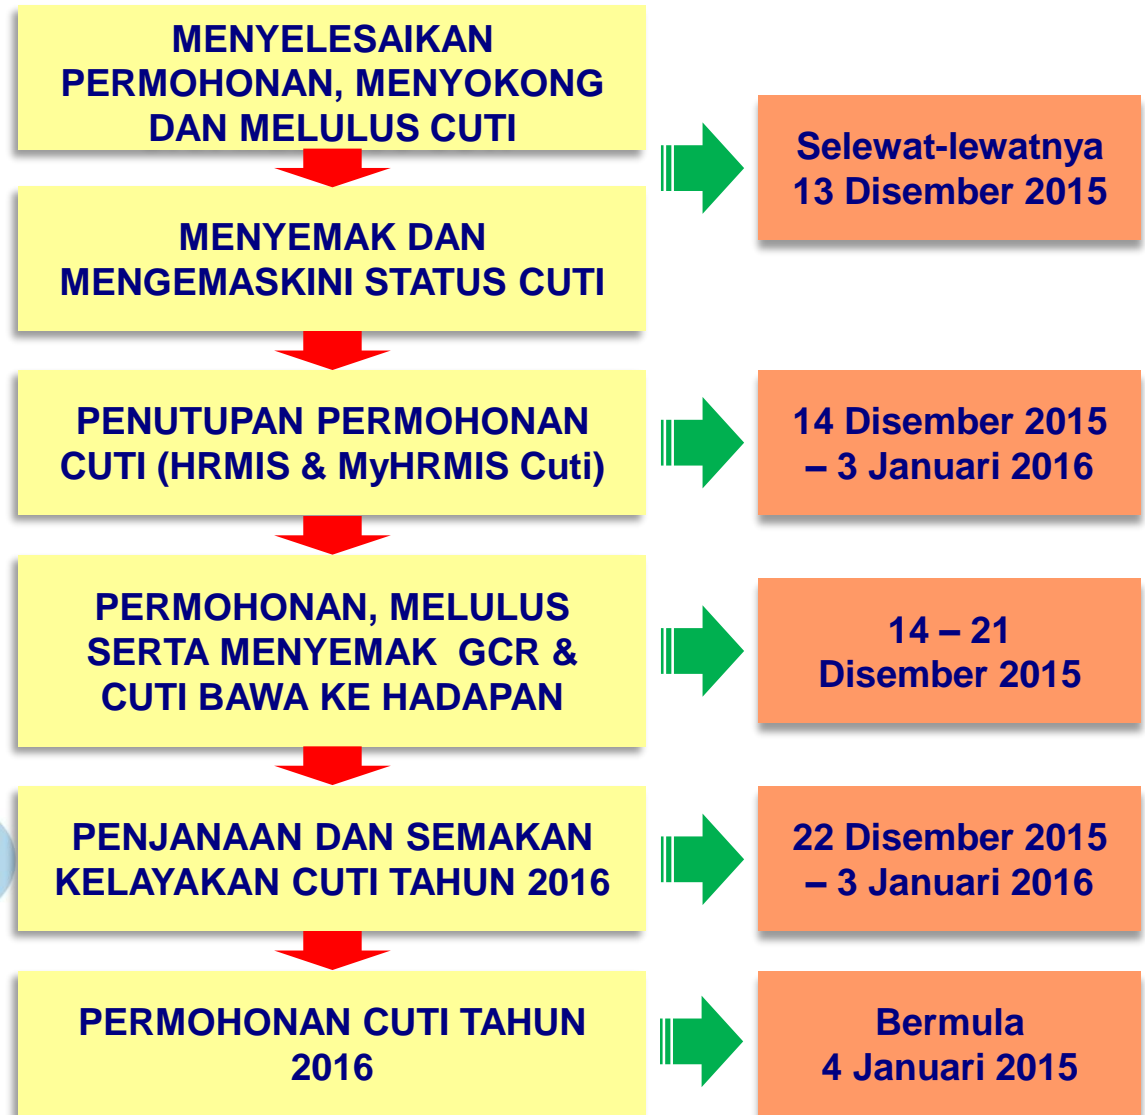 MENYELESAIKAN
PERMOHONAN, MENYOKONG
DAN MELULUS CUTI
Selewat-lewatnya
13 Disember 2015
MENYEMAK DAN
MENGEMASKINI STATUS CUTI
PENUTUPAN PERMOHONAN
CUTI (HRMIS & MyHRMIS Cuti)
14 Disember 2015
– 3 Januari 2016
PERMOHONAN, MELULUS
SERTA MENYEMAK GCR &
CUTI BAWA KE HADAPAN
14 – 21
Disember 2015
PENJANAAN DAN SEMAKAN
KELAYAKAN CUTI TAHUN 2016
22 Disember 2015
– 3 Januari 2016
PERMOHONAN CUTI TAHUN
2016
Bermula
4 Januari 2015